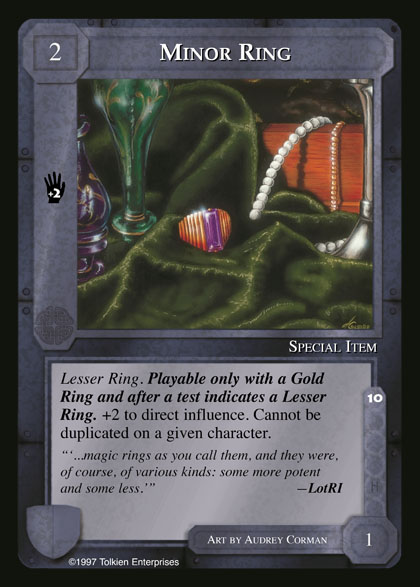 2
MINOR RING
+2
SPECIAL ITEM
Lesser Ring. Playable only with a Gold
Ring and after a test indicates a Lesser
Ring. +2 to direct influence. Cannot be
duplicated on a given character.
10
“‘...magic rings as you call them, and they were,
of course, of various kinds: some more potent
and some less.’” –LotRI
ART BY AUDREY CORMAN
1
©1997 Tolkien Enterprises